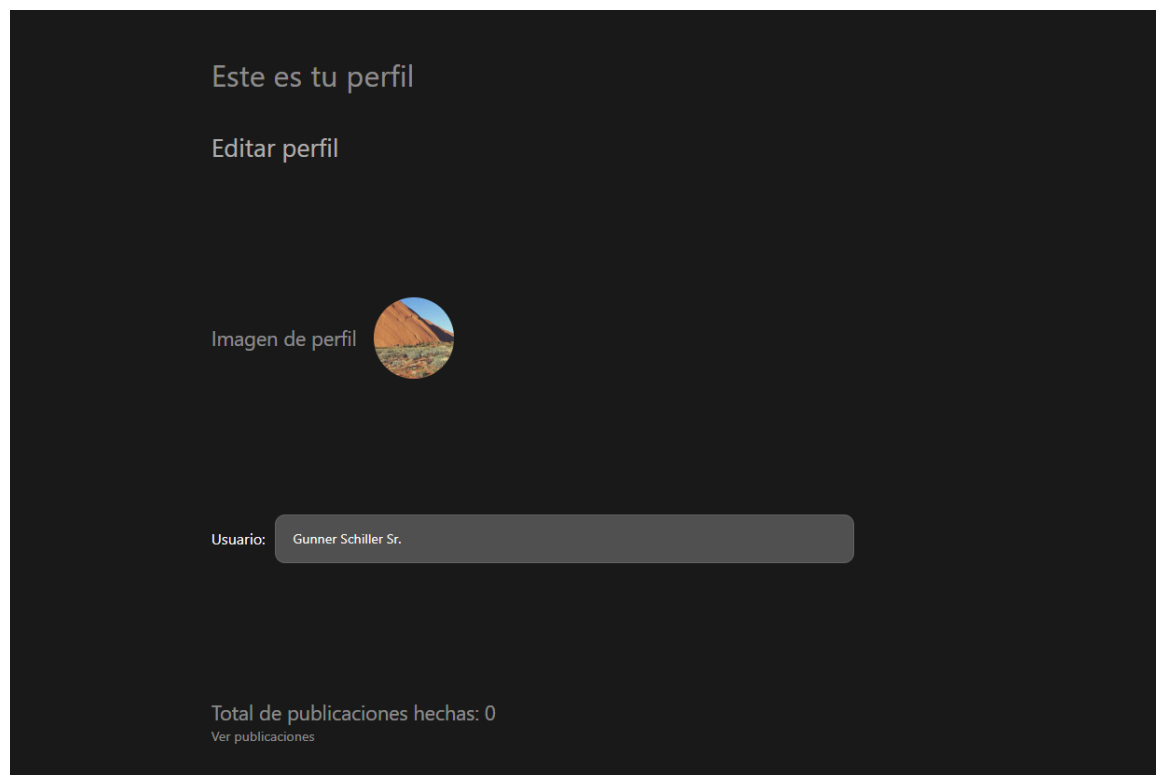 Este es tu perfil
Editar perfil
Imagen de perfil
Usuario: Gunner Schiller Sr.
Total de publicaciones hechas: 0
Ver publicaciones